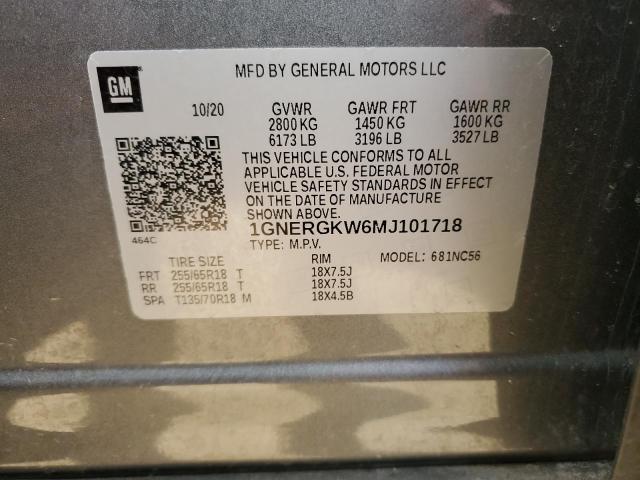 GM
MFD BY GENERAL MOTORS LLC
10/20 GVWR GAWR FRT GAWR RR
2800 KG 1450 KG 1600 KG
6173 LB 3196 LB 3527 LB
THIS VEHICLE CONFORMS TO ALL
APPLICABLE U.S. FEDERAL MOTOR
VEHICLE SAFETY STANDARDS IN EFFECT
ON THE DATE OF MANUFACTURE
SHOWN ABOVE.
1GNERGKW6MJ101718
464C
TYPE: M.P.V. MODEL: 681NC56
TIRE SIZE RIM
FRT 255/65R18 T 18X7.5J
RR 255/65R18 T 18X7.5J
SPA T135/70R18 M 18X4.5B